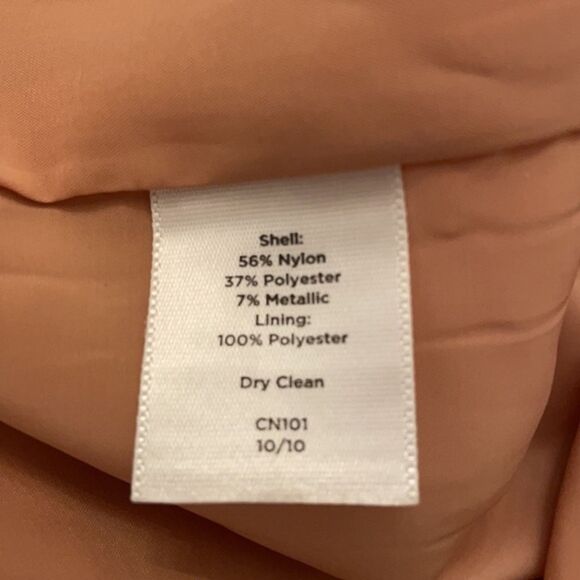 Shell:
56% Nylon
37% Polyester
7% Metallic
Lining:
100% Polyester
Dry Clean
CN101
10/10